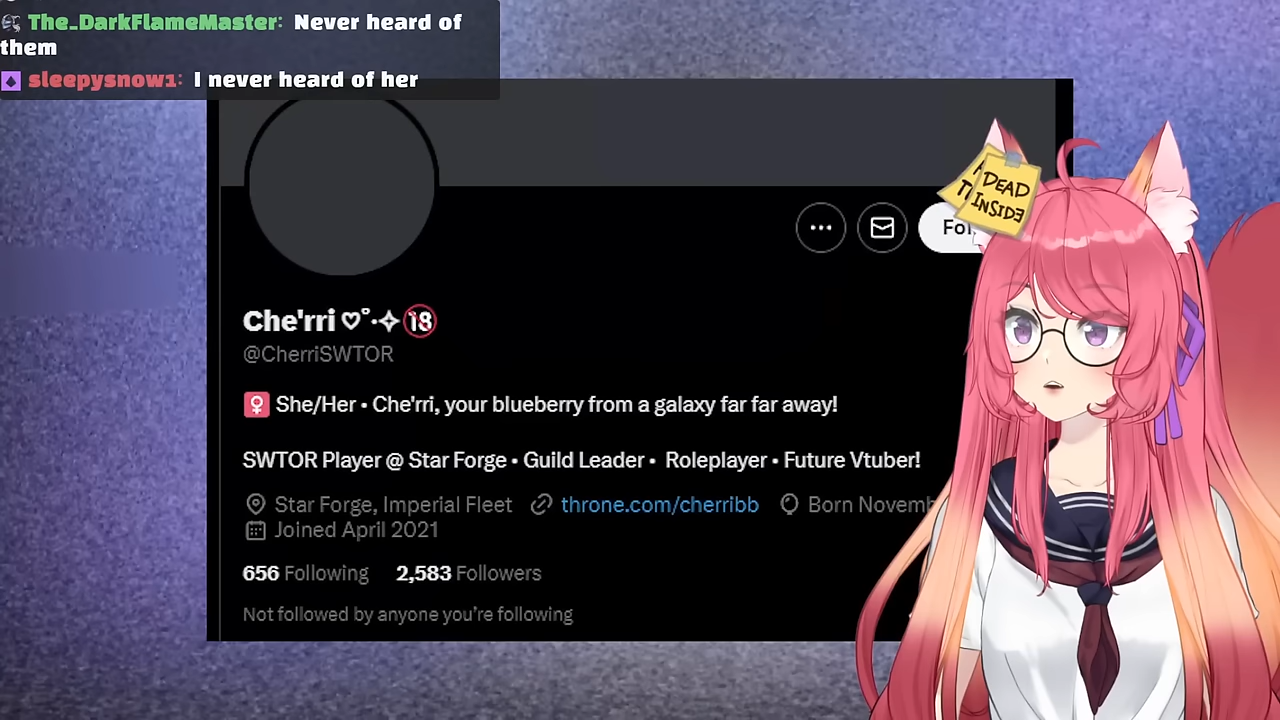 The_DarkFlameMaster: Never heard of
them
sleepysnow1: I never heard of her
DEAD
INSIDE
Che'rri ♡˚·✧🔞
@CherriSWTOR
🚺 She/Her • Che'rri, your blueberry from a galaxy far far away!
SWTOR Player @ Star Forge • Guild Leader • Roleplayer • Future Vtuber!
Star Forge, Imperial Fleet throne.com/cherribb Born
Joined April 2021
656 Following 2,583 Followers
Not followed by anyone you're following